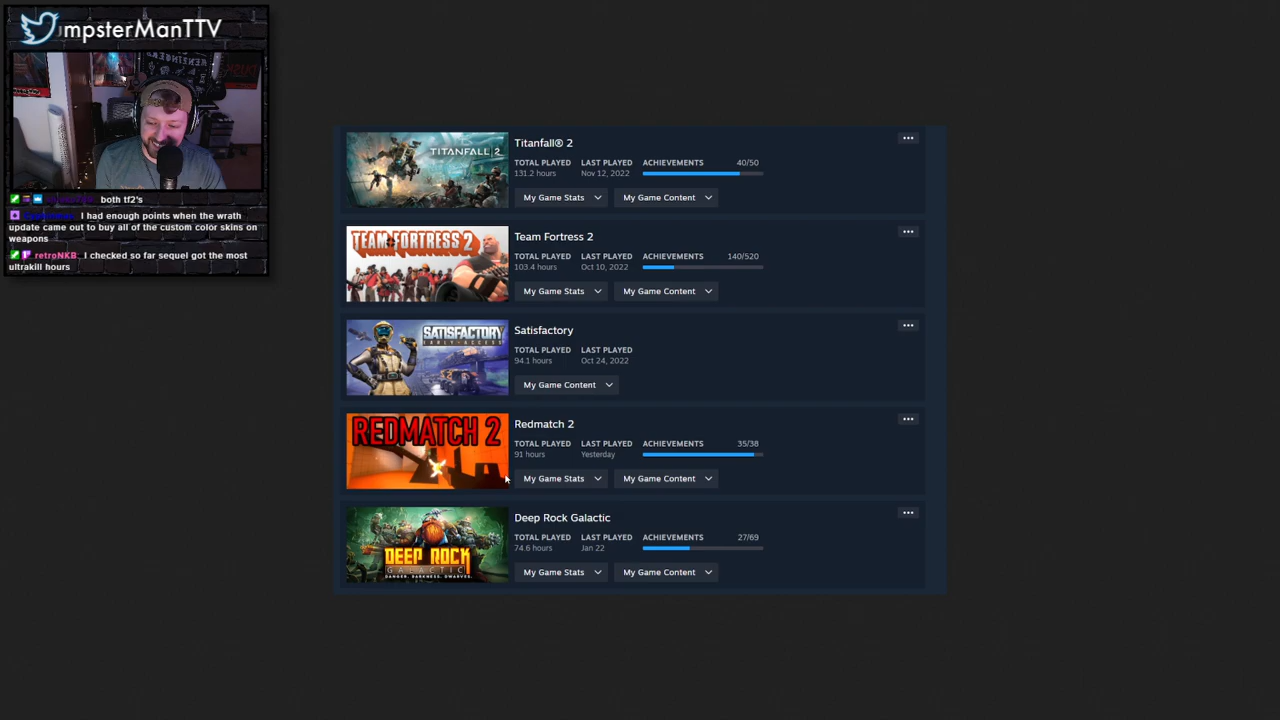 mpsterManTTV
both tf2's
I had enough points when the wrath
update came out to buy all of the custom color skins on
weapons
retroNKB: I checked so far sequel got the most
ultrakill hours
TITANFALL 2
Titanfall® 2
TOTAL PLAYED LAST PLAYED ACHIEVEMENTS 40/50
131.2 hours Nov 12, 2022
My Game Stats My Game Content
TEAM FORTRESS 2
Team Fortress 2
TOTAL PLAYED LAST PLAYED ACHIEVEMENTS 140/520
103.4 hours Oct 10, 2022
My Game Stats My Game Content
SATISFACTORY
EARLY ACCESS
Satisfactory
TOTAL PLAYED LAST PLAYED
94.1 hours Oct 24, 2022
My Game Content
REDMATCH 2
Redmatch 2
TOTAL PLAYED LAST PLAYED ACHIEVEMENTS 35/38
91 hours Yesterday
My Game Stats My Game Content
DEEP ROCK
GALACTIC
DANGER. DARKNESS. DWARVES.
Deep Rock Galactic
TOTAL PLAYED LAST PLAYED ACHIEVEMENTS 27/69
74.6 hours Jan 22
My Game Stats My Game Content